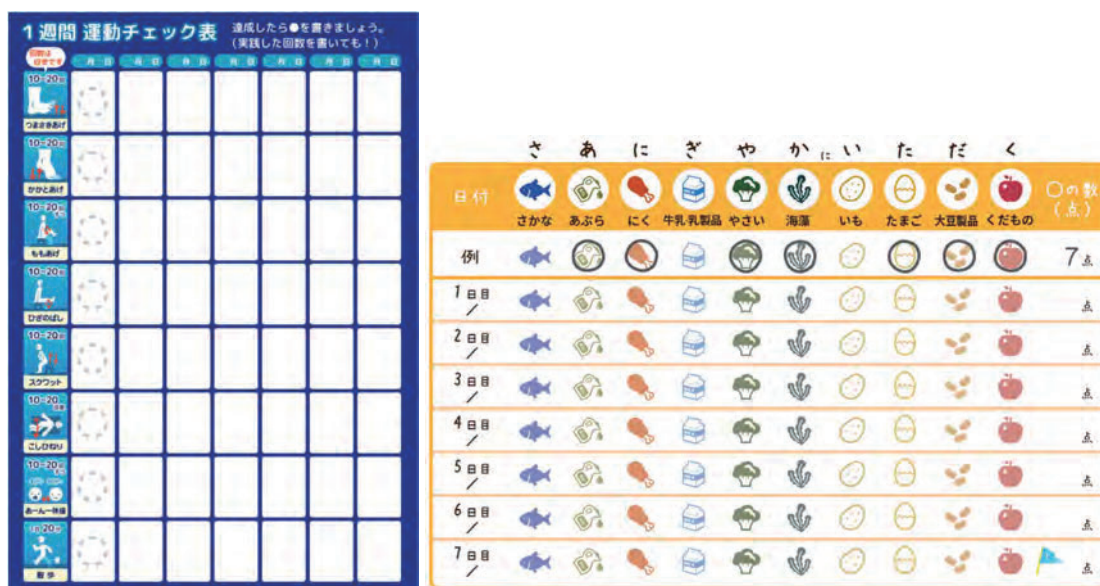 1週間 運動チェック表
達成したら●を書きましょう。
(実践した回数を書いても!)
回数は
目安です
月 日 月 日 月 日 月 日 月 日 月 日 月 日
10-20回
つまさきあげ
10-20回
かかとあげ
10-20回
ももあげ
10-20回
ひざのばし
10-20回
スクワット
10-20
こしひねり
10-20回
あーんー体操
20分
散歩
さ あ に ぎ や か に い た だ く
日付 さかな あぶら にく 牛乳・乳製品 やさい 海藻 いも たまご 大豆製品 くだもの ○の数(点)
例 7点
1日目 / 点
2日目 / 点
3日目 / 点
4日目 / 点
5日目 / 点
6日目 / 点
7日目 / 点